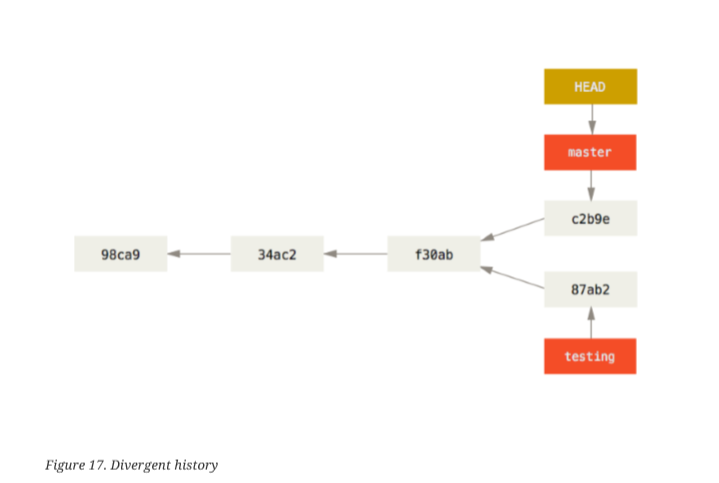 HEAD
master
c2b9e
98ca9
34ac2
f30ab
87ab2
testing
Figure 17. Divergent history